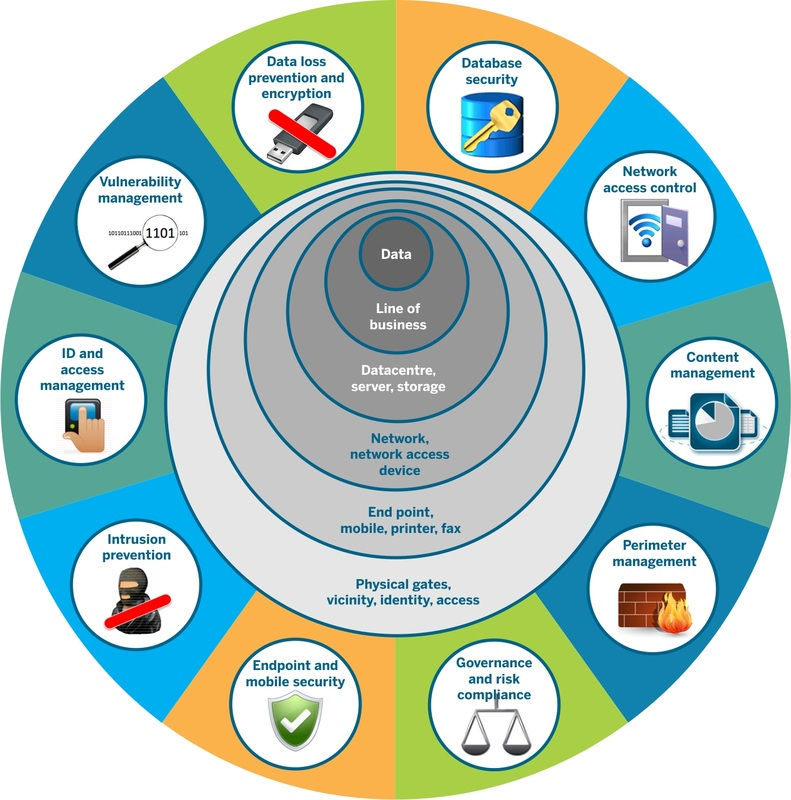 Data loss
prevention and
encryption
Database
security
Network
access control
Content
management
Perimeter
management
Governance
and risk
compliance
Endpoint and
mobile security
Intrusion
prevention
ID and
access
management
Vulnerability
management
10110111001 1101 101
Data
Line of
business
Datacentre,
server, storage
Network,
network access
device
End point,
mobile, printer, fax
Physical gates,
vicinity, identity, access